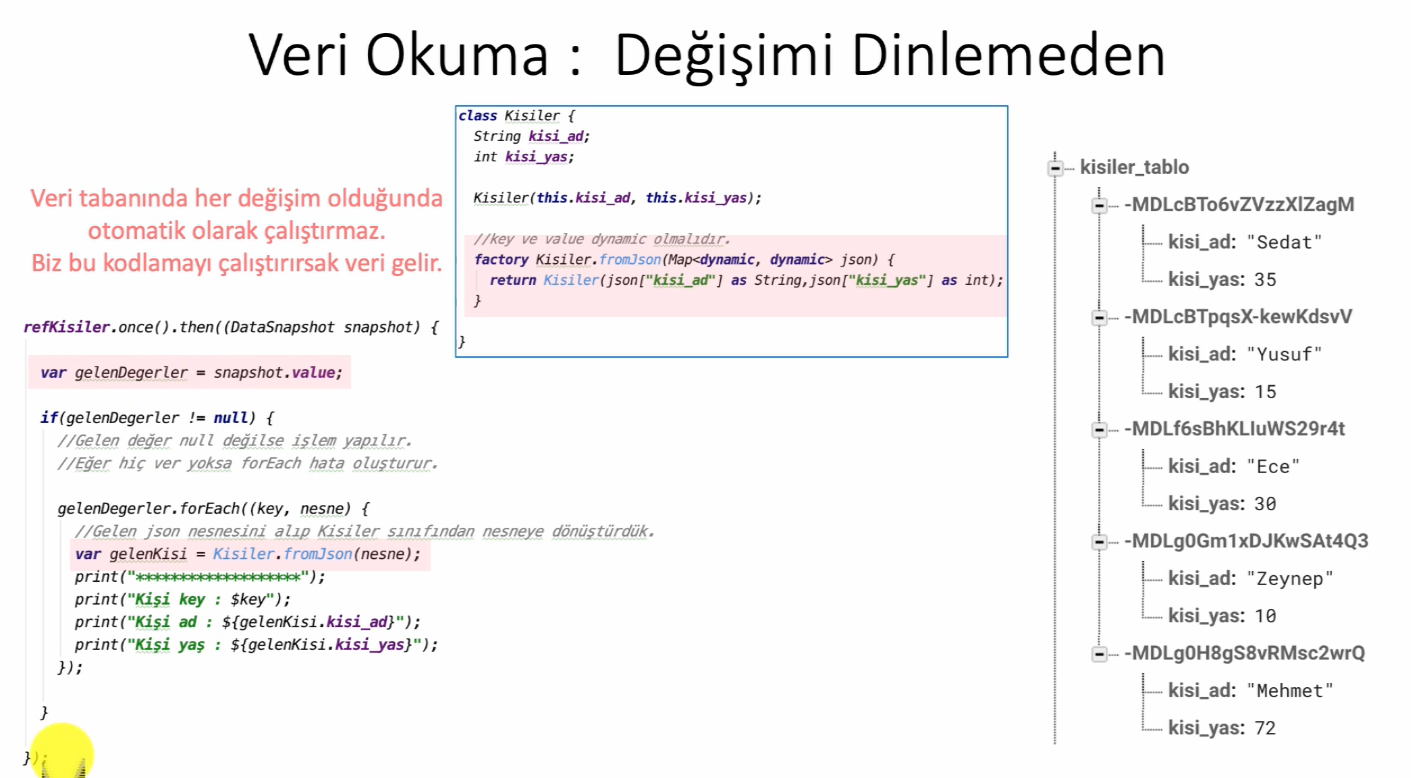 Veri Okuma :  Değişimi Dinlemeden
Veri tabanında her değişim olduğunda
otomatik olarak çalıştırmaz.
Biz bu kodlamayı çalıştırırsak veri gelir.
refKisiler.once().then((DataSnapshot snapshot) {
var gelenDegerler = snapshot.value;
if(gelenDegerler != null) {
//Gelen değer null değilse işlem yapılır.
//Eğer hiç ver yoksa forEach hata oluşturur.
gelenDegerler.forEach((key, nesne) {
//Gelen json nesnesini alıp Kisiler sınıfından nesneye dönüştürdük.
var gelenKisi = Kisiler.fromJson(nesne);
print("*******************");
print("Kişi key : $key");
print("Kişi ad : ${gelenKisi.kisi_ad}");
print("Kişi yaş : ${gelenKisi.kisi_yas}");
});
}
});
class Kisiler {
String kisi_ad;
int kisi_yas;
Kisiler(this.kisi_ad, this.kisi_yas);
//key ve value dynamic olmalıdır.
factory Kisiler.fromJson(Map<dynamic, dynamic> json) {
return Kisiler(json["kisi_ad"] as String,json["kisi_yas"] as int);
}
}
kisiler_tablo
-MDLcBTo6vZVzzXlZagM
kisi_ad: "Sedat"
kisi_yas: 35
-MDLcBTpqsX-kewKdsvV
kisi_ad: "Yusuf"
kisi_yas: 15
-MDLf6sBhKLIuWS29r4t
kisi_ad: "Ece"
kisi_yas: 30
-MDLg0Gm1xDJKwSAt4Q3
kisi_ad: "Zeynep"
kisi_yas: 10
-MDLg0H8gS8vRMsc2wrQ
kisi_ad: "Mehmet"
kisi_yas: 72